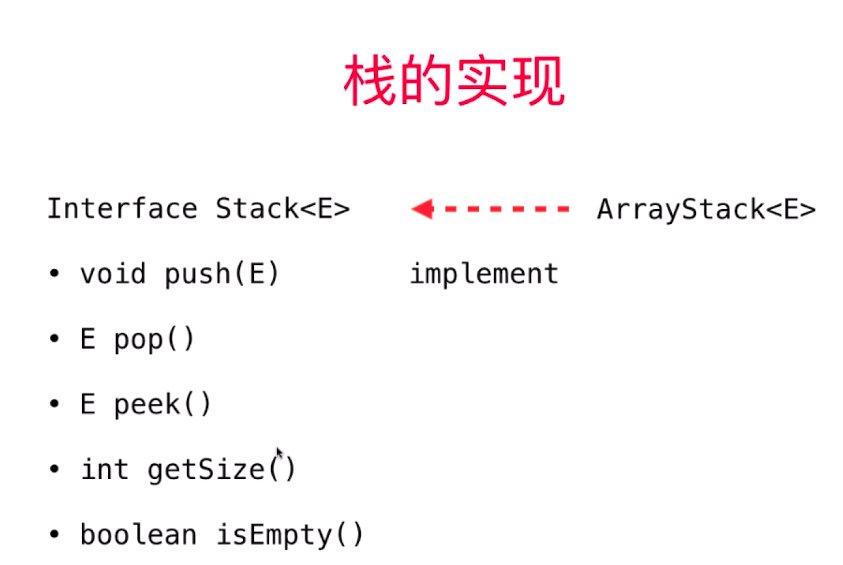 栈的实现
Interface Stack<E> ArrayStack<E>
• void push(E) implement
• E pop()
• E peek()
• int getSize()
• boolean isEmpty()